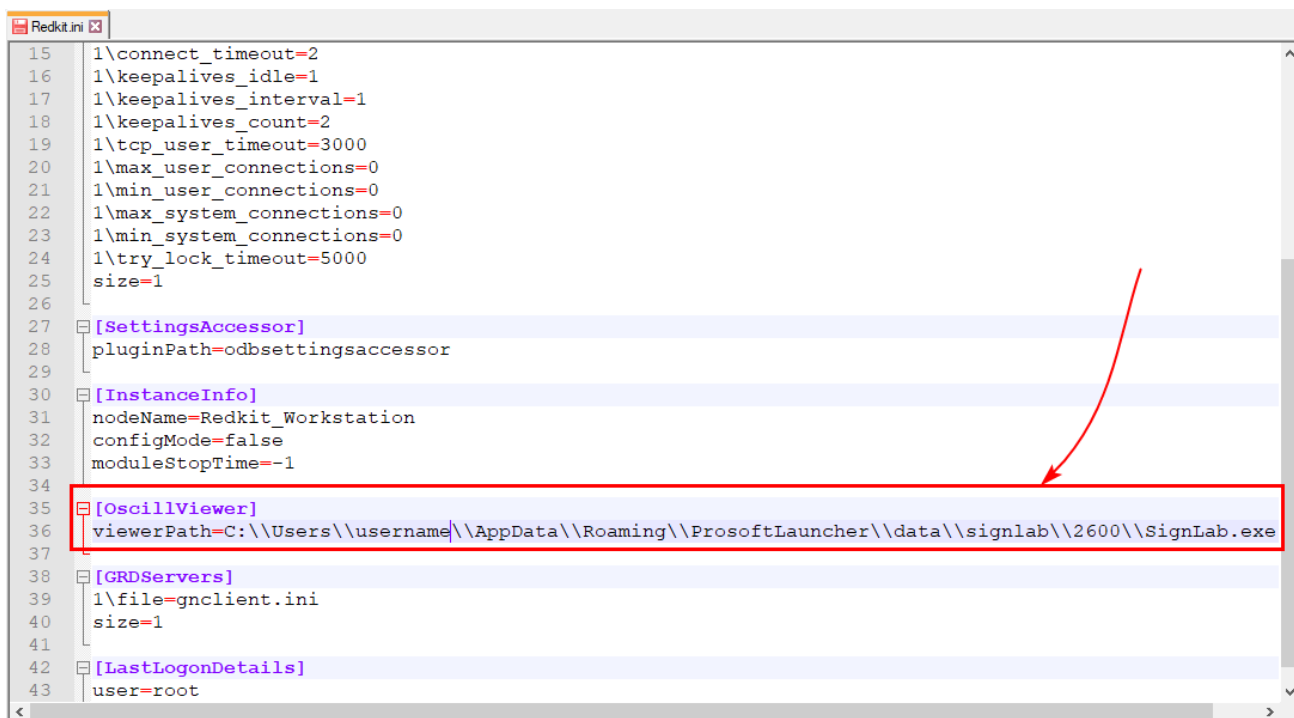 Redkit.ini
15 1\connect_timeout=2
16 1\keepalives_idle=1
17 1\keepalives_interval=1
18 1\keepalives_count=2
19 1\tcp_user_timeout=3000
20 1\max_user_connections=0
21 1\min_user_connections=0
22 1\max_system_connections=0
23 1\min_system_connections=0
24 1\try_lock_timeout=5000
25 size=1
26
27 [SettingsAccessor]
28 pluginPath=odbsettingsaccessor
29
30 [InstanceInfo]
31 nodeName=Redkit_Workstation
32 configMode=false
33 moduleStopTime=-1
34
35 [OscillViewer]
36 viewerPath=C:\\Users\\username\\AppData\\Roaming\\ProsoftLauncher\\data\\signlab\\2600\\SignLab.exe
37
38 [GRDServers]
39 1\file=gnclient.ini
40 size=1
41
42 [LastLogonDetails]
43 user=root